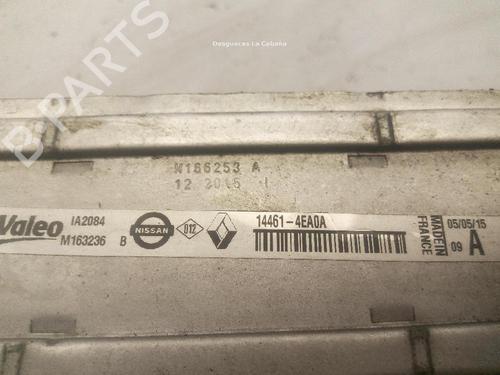 Desguaces La Cabaña
M186253 A
12 2015 I
Valeo
IA2084
M163236 B
NISSAN
D12
14461-4EA0A
MADE IN
FRANCE
05/05/15
09 A